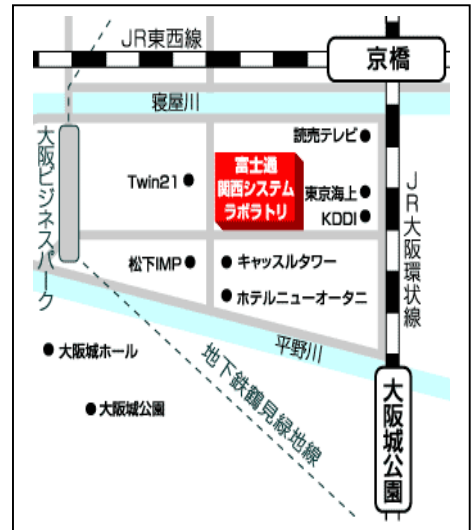 JR東西線
京橋
寝屋川
読売テレビ
大阪ビジネスパーク
Twin21
富士通
関西システム
ラボラトリ
東京海上
KDDI
JR大阪環状線
松下IMP
キャッスルタワー
ホテルニューオータニ
平野川
大阪城ホール
地下鉄鶴見緑地線
大阪城公園
大阪城公園